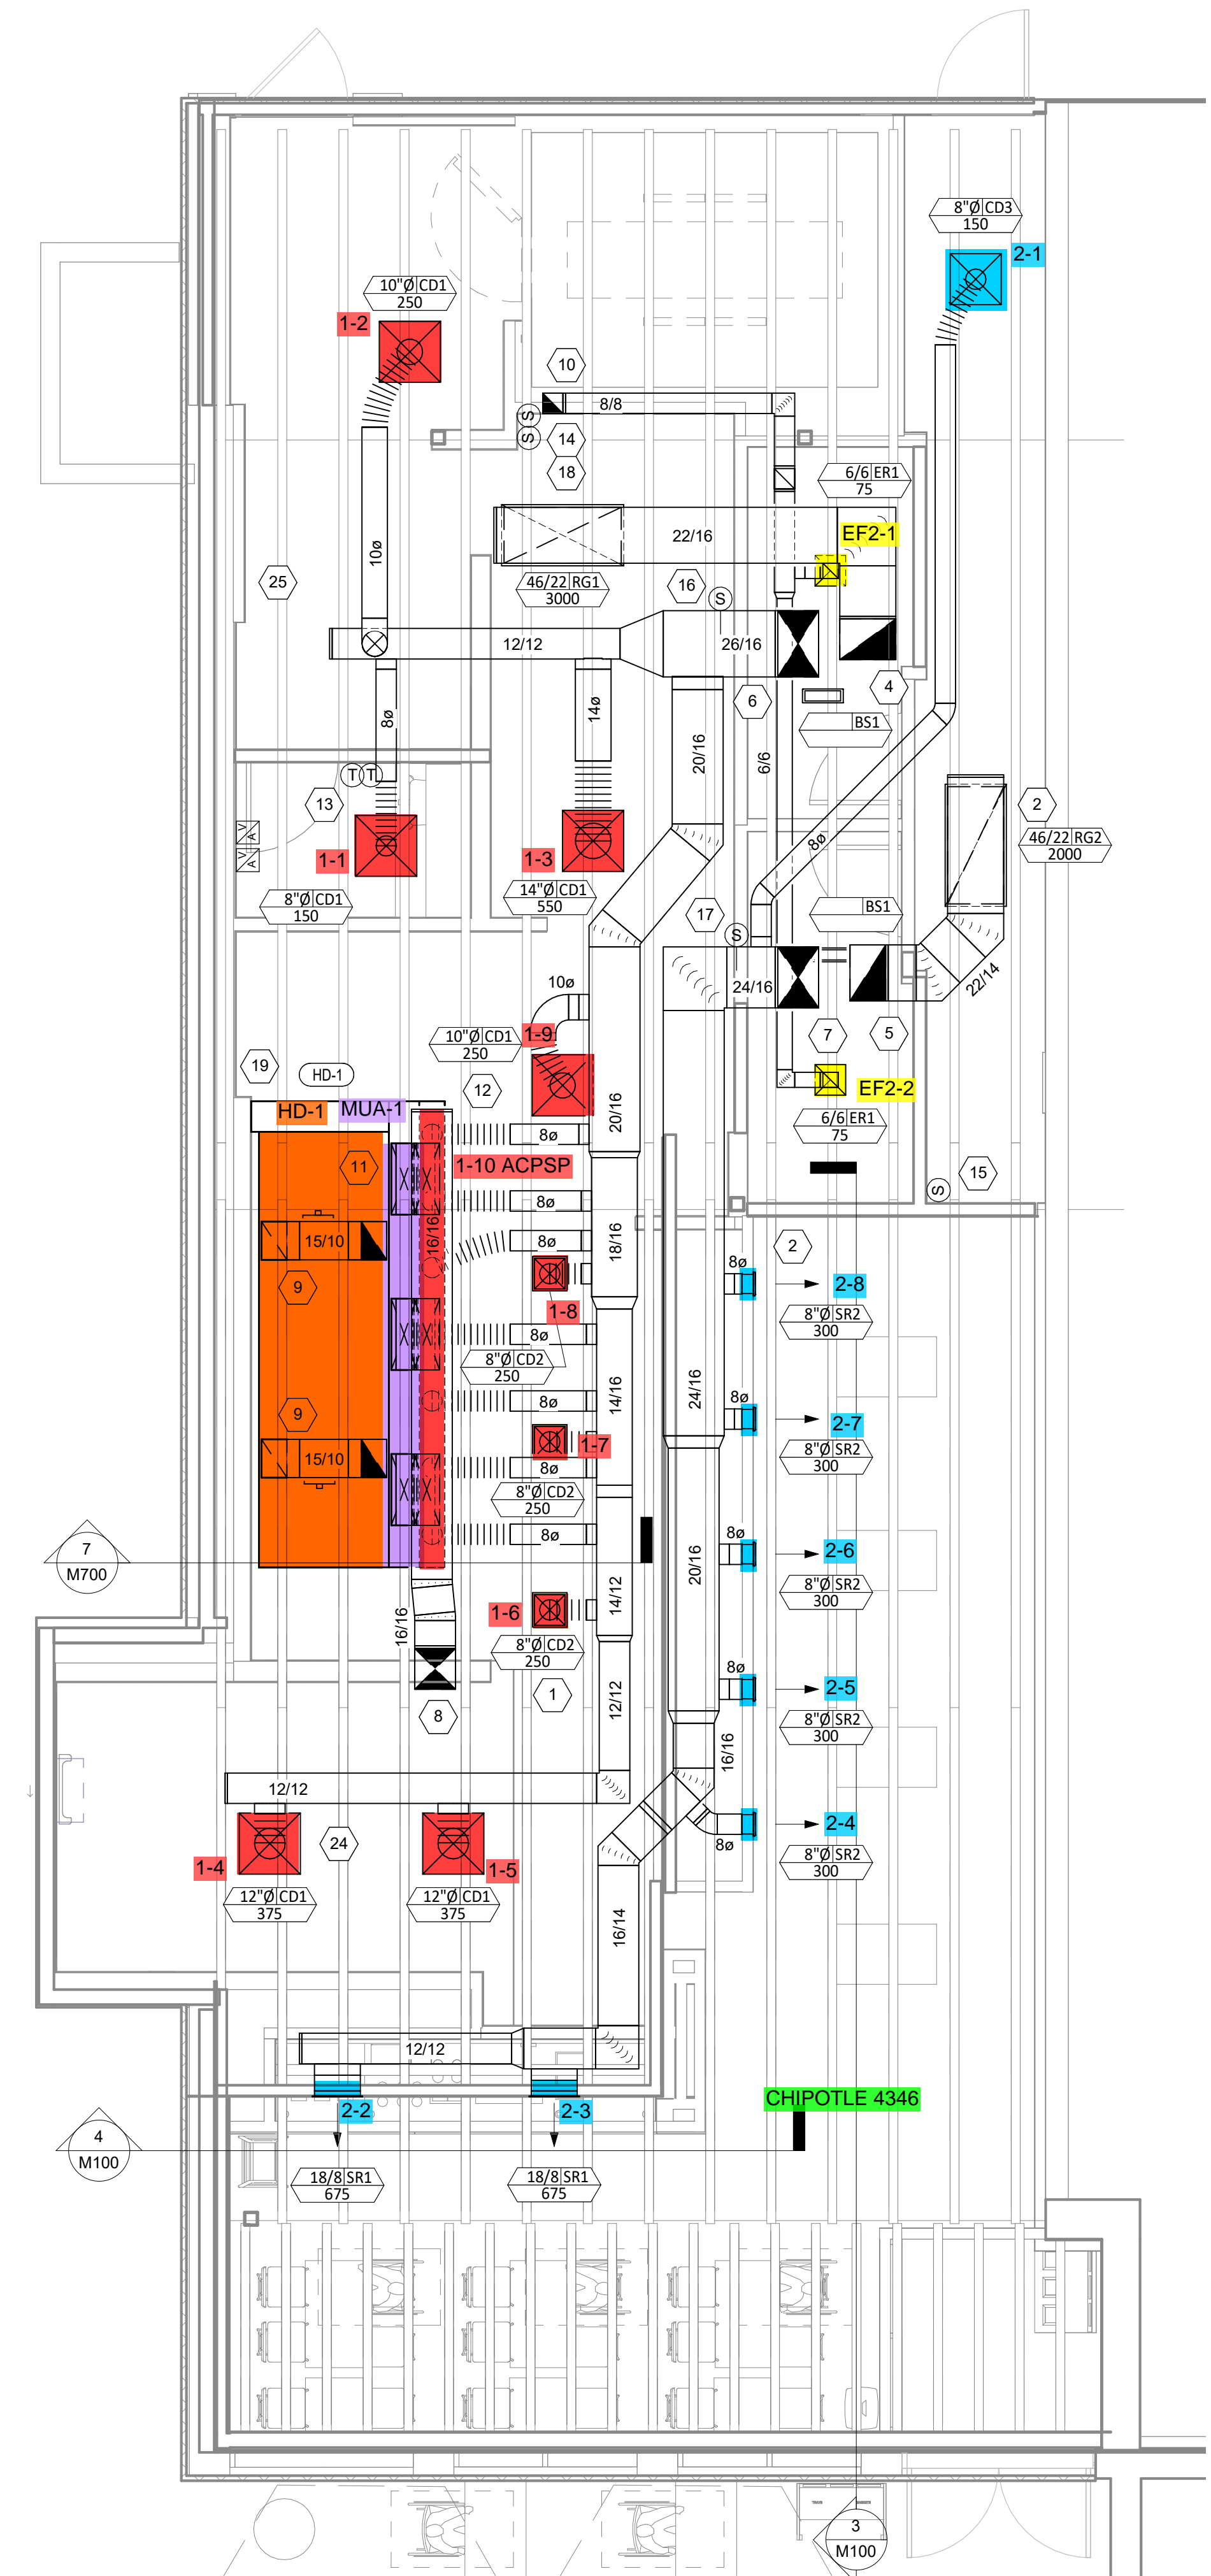 8"Ø CD3
150
2-1
10"Ø CD1
250
1-2
10
8/8
S
S
14
18
6/6 ER1
75
EF2-1
22/16
10ø
25
46/22 RG1
3000
16
S
12/12
26/16
4
6
BS1
8ø
14ø
20/16
6/6
T T
13
2
46/22 RG2
2000
8ø
V
A
V
A
1-1
1-3
8"Ø CD1
150
14"Ø CD1
550
17
BS1
S
10ø
24/16
22/14
1-9
10"Ø CD1
250
7
5
19
HD-1
12
EF2-2
HD-1
MUA-1
20/16
6/6 ER1
75
8ø
11
1-10 ACPSP
15
S
8ø
16/16
15/10
8ø
18/16
2
8ø
9
1-8
2-8
8"Ø SR2
300
8ø
8"Ø CD2
250
14/16
24/16
8ø
8ø
9
1-7
2-7
15/10
8ø
8"Ø SR2
300
8"Ø CD2
250
8ø
8ø
7
M700
2-6
20/16
14/12
8"Ø SR2
300
1-6
16/16
8"Ø CD2
250
8ø
1
2-5
12/12
8
8"Ø SR2
300
16/16
12/12
2-4
8ø
24
1-4
1-5
8"Ø SR2
300
12"Ø CD1
375
12"Ø CD1
375
16/14
12/12
CHIPOTLE 4346
2-2
2-3
4
M100
18/8 SR1
675
18/8 SR1
675
3
M100